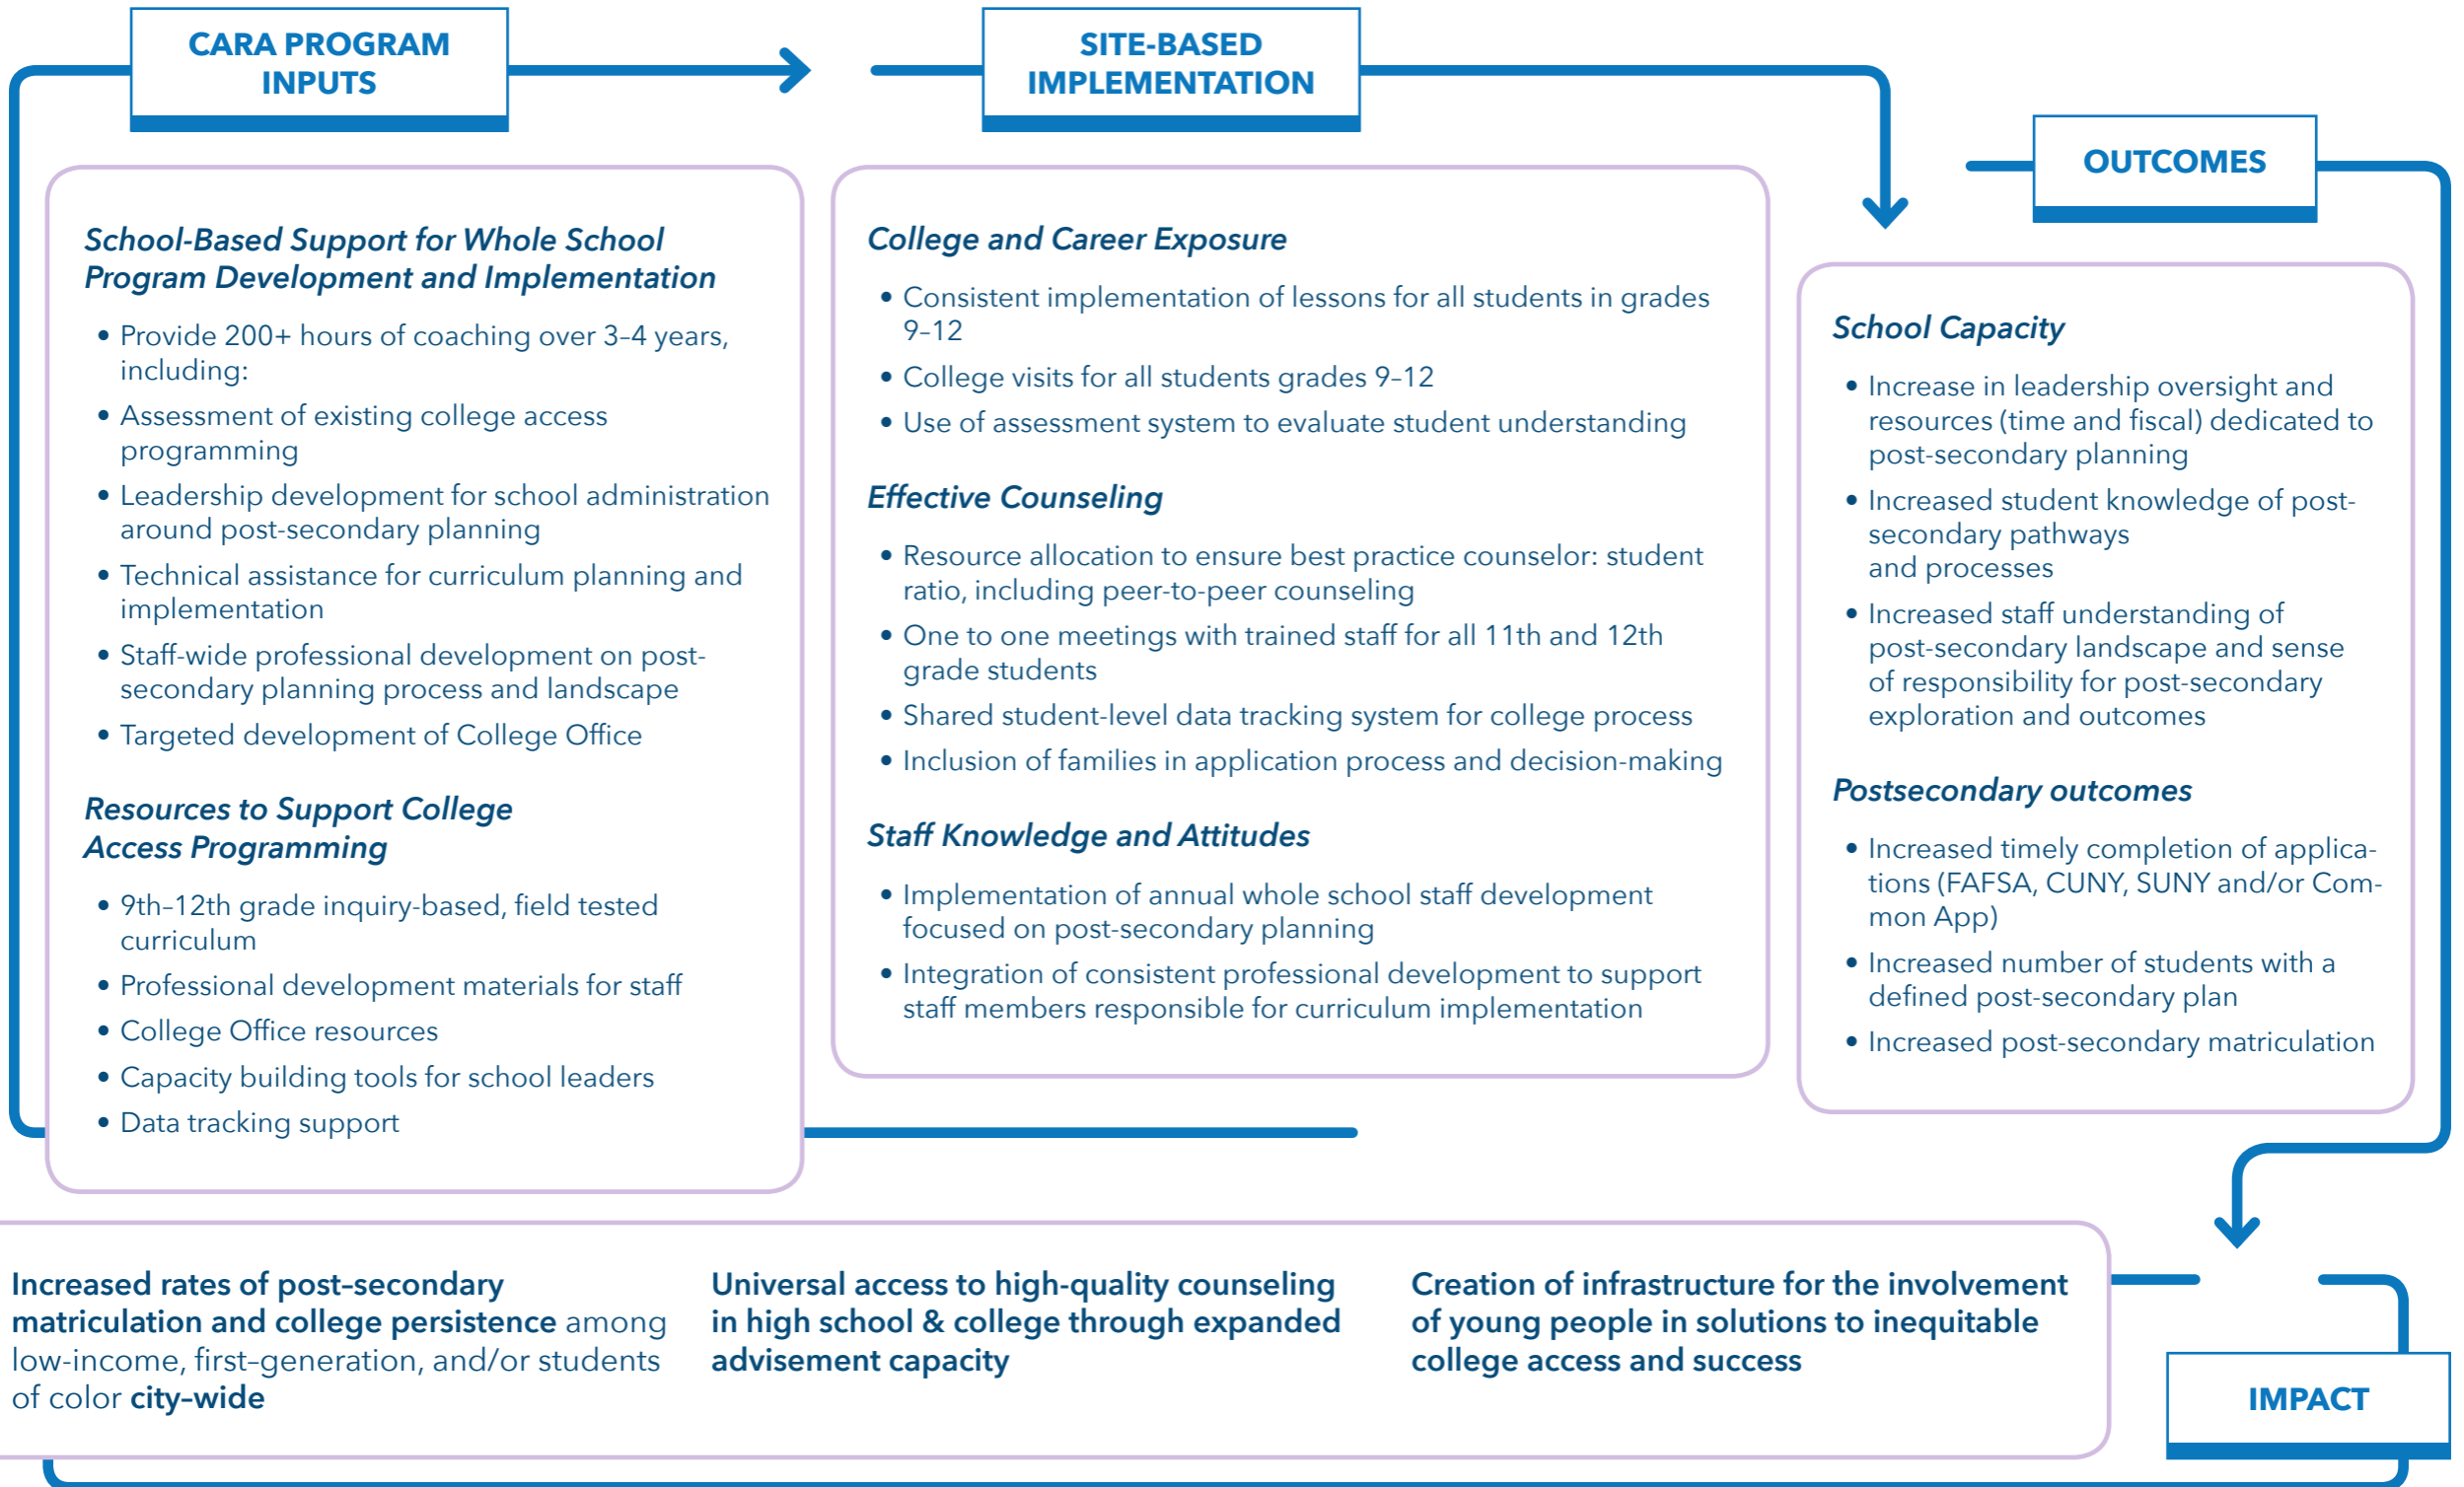 CARA PROGRAM
INPUTS
School-Based Support for Whole School
Program Development and Implementation
• Provide 200+ hours of coaching over 3–4 years,
including:
• Assessment of existing college access
programming
• Leadership development for school administration
around post-secondary planning
• Technical assistance for curriculum planning and
implementation
• Staff-wide professional development on post-
secondary planning process and landscape
• Targeted development of College Office
Resources to Support College
Access Programming
• 9th–12th grade inquiry-based, field tested
curriculum
• Professional development materials for staff
• College Office resources
• Capacity building tools for school leaders
• Data tracking support
SITE-BASED
IMPLEMENTATION
College and Career Exposure
• Consistent implementation of lessons for all students in grades
9–12
• College visits for all students grades 9–12
• Use of assessment system to evaluate student understanding
Effective Counseling
• Resource allocation to ensure best practice counselor: student
ratio, including peer-to-peer counseling
• One to one meetings with trained staff for all 11th and 12th
grade students
• Shared student-level data tracking system for college process
• Inclusion of families in application process and decision-making
Staff Knowledge and Attitudes
• Implementation of annual whole school staff development
focused on post-secondary planning
• Integration of consistent professional development to support
staff members responsible for curriculum implementation
OUTCOMES
School Capacity
• Increase in leadership oversight and
resources (time and fiscal) dedicated to
post-secondary planning
• Increased student knowledge of post-
secondary pathways
and processes
• Increased staff understanding of
post-secondary landscape and sense
of responsibility for post-secondary
exploration and outcomes
Postsecondary outcomes
• Increased timely completion of applica-
tions (FAFSA, CUNY, SUNY and/or Com-
mon App)
• Increased number of students with a
defined post-secondary plan
• Increased post-secondary matriculation
Increased rates of post–secondary
matriculation and college persistence among
low-income, first–generation, and/or students
of color city–wide
Universal access to high-quality counseling
in high school & college through expanded
advisement capacity
Creation of infrastructure for the involvement
of young people in solutions to inequitable
college access and success
IMPACT